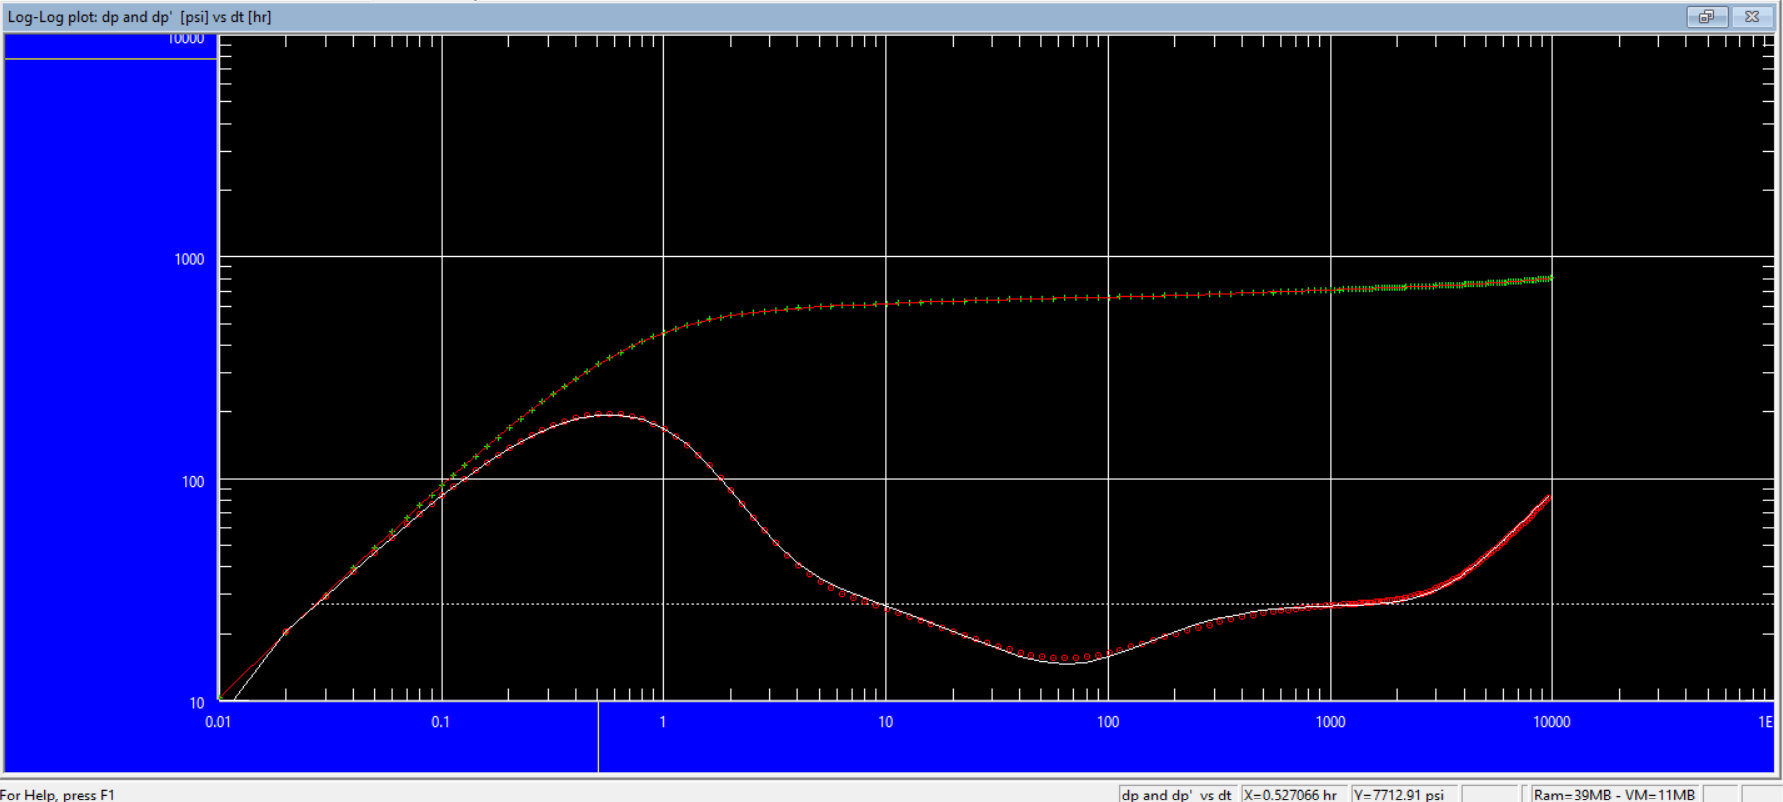 Log-Log plot: dp and dp' [psi] vs dt [hr]
10000
1000
100
10
0.01 0.1 1 10 100 1000 10000 1E
For Help, press F1 dp and dp' vs dt X=0.527066 hr Y=7712.91 psi Ram=39MB - VM=11MB